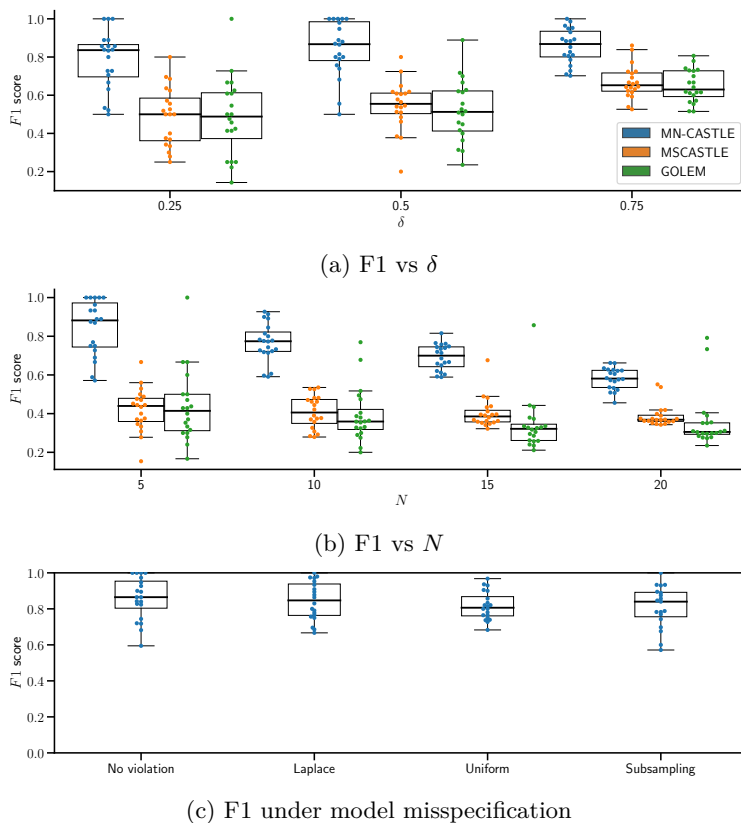 1.0
0.8
0.6
0.4
0.2
F1 score
MN-CASTLE
MSCASTLE
GOLEM
0.25 0.5 0.75
δ
(a) F1 vs δ
1.0
0.8
0.6
0.4
0.2
F1 score
5 10 15 20
N
(b) F1 vs N
1.0
0.8
0.6
0.4
0.2
0.0
F1 score
No violation Laplace Uniform Subsampling
(c) F1 under model misspecification